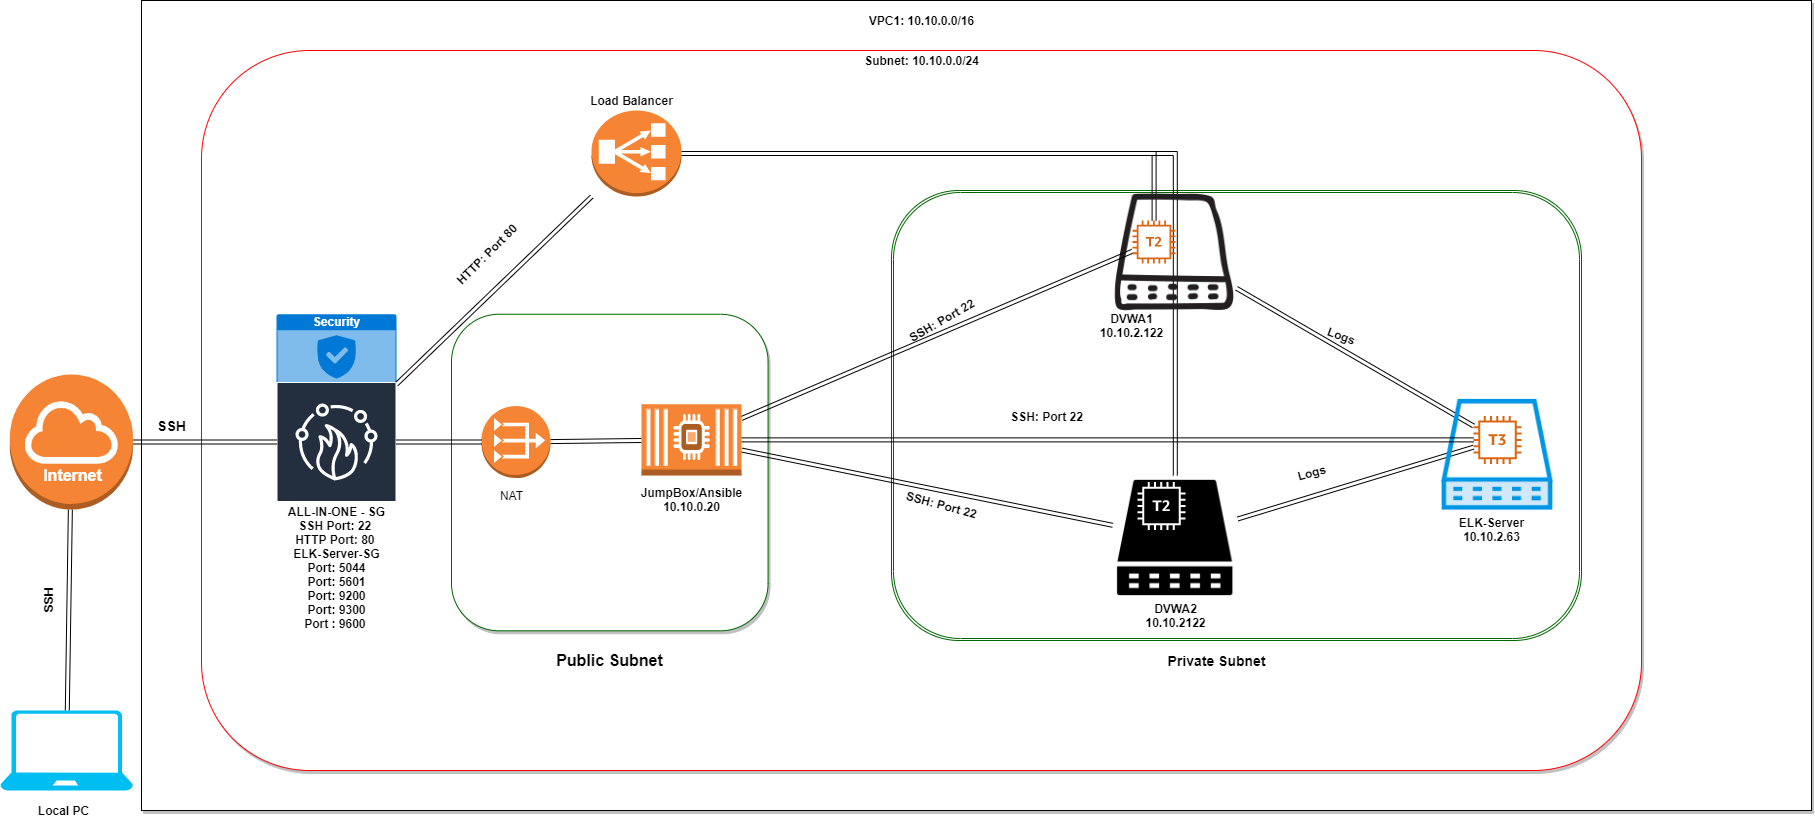 VPC1: 10.10.0.0/16
Subnet: 10.10.0.0/24
Load Balancer
HTTP: Port 80
Security
T2
SSH: Port 22
DVWA1
10.10.2.122
Logs
Internet
SSH
SSH: Port 22
T3
NAT
JumpBox/Ansible
10.10.0.20
SSH: Port 22
T2
Logs
ELK-Server
10.10.2.63
ALL-IN-ONE - SG
SSH Port: 22
HTTP Port: 80
ELK-Server-SG
Port: 5044
Port: 5601
Port: 9200
Port: 9300
Port : 9600
SSH
DVWA2
10.10.2122
Public Subnet
Private Subnet
Local PC